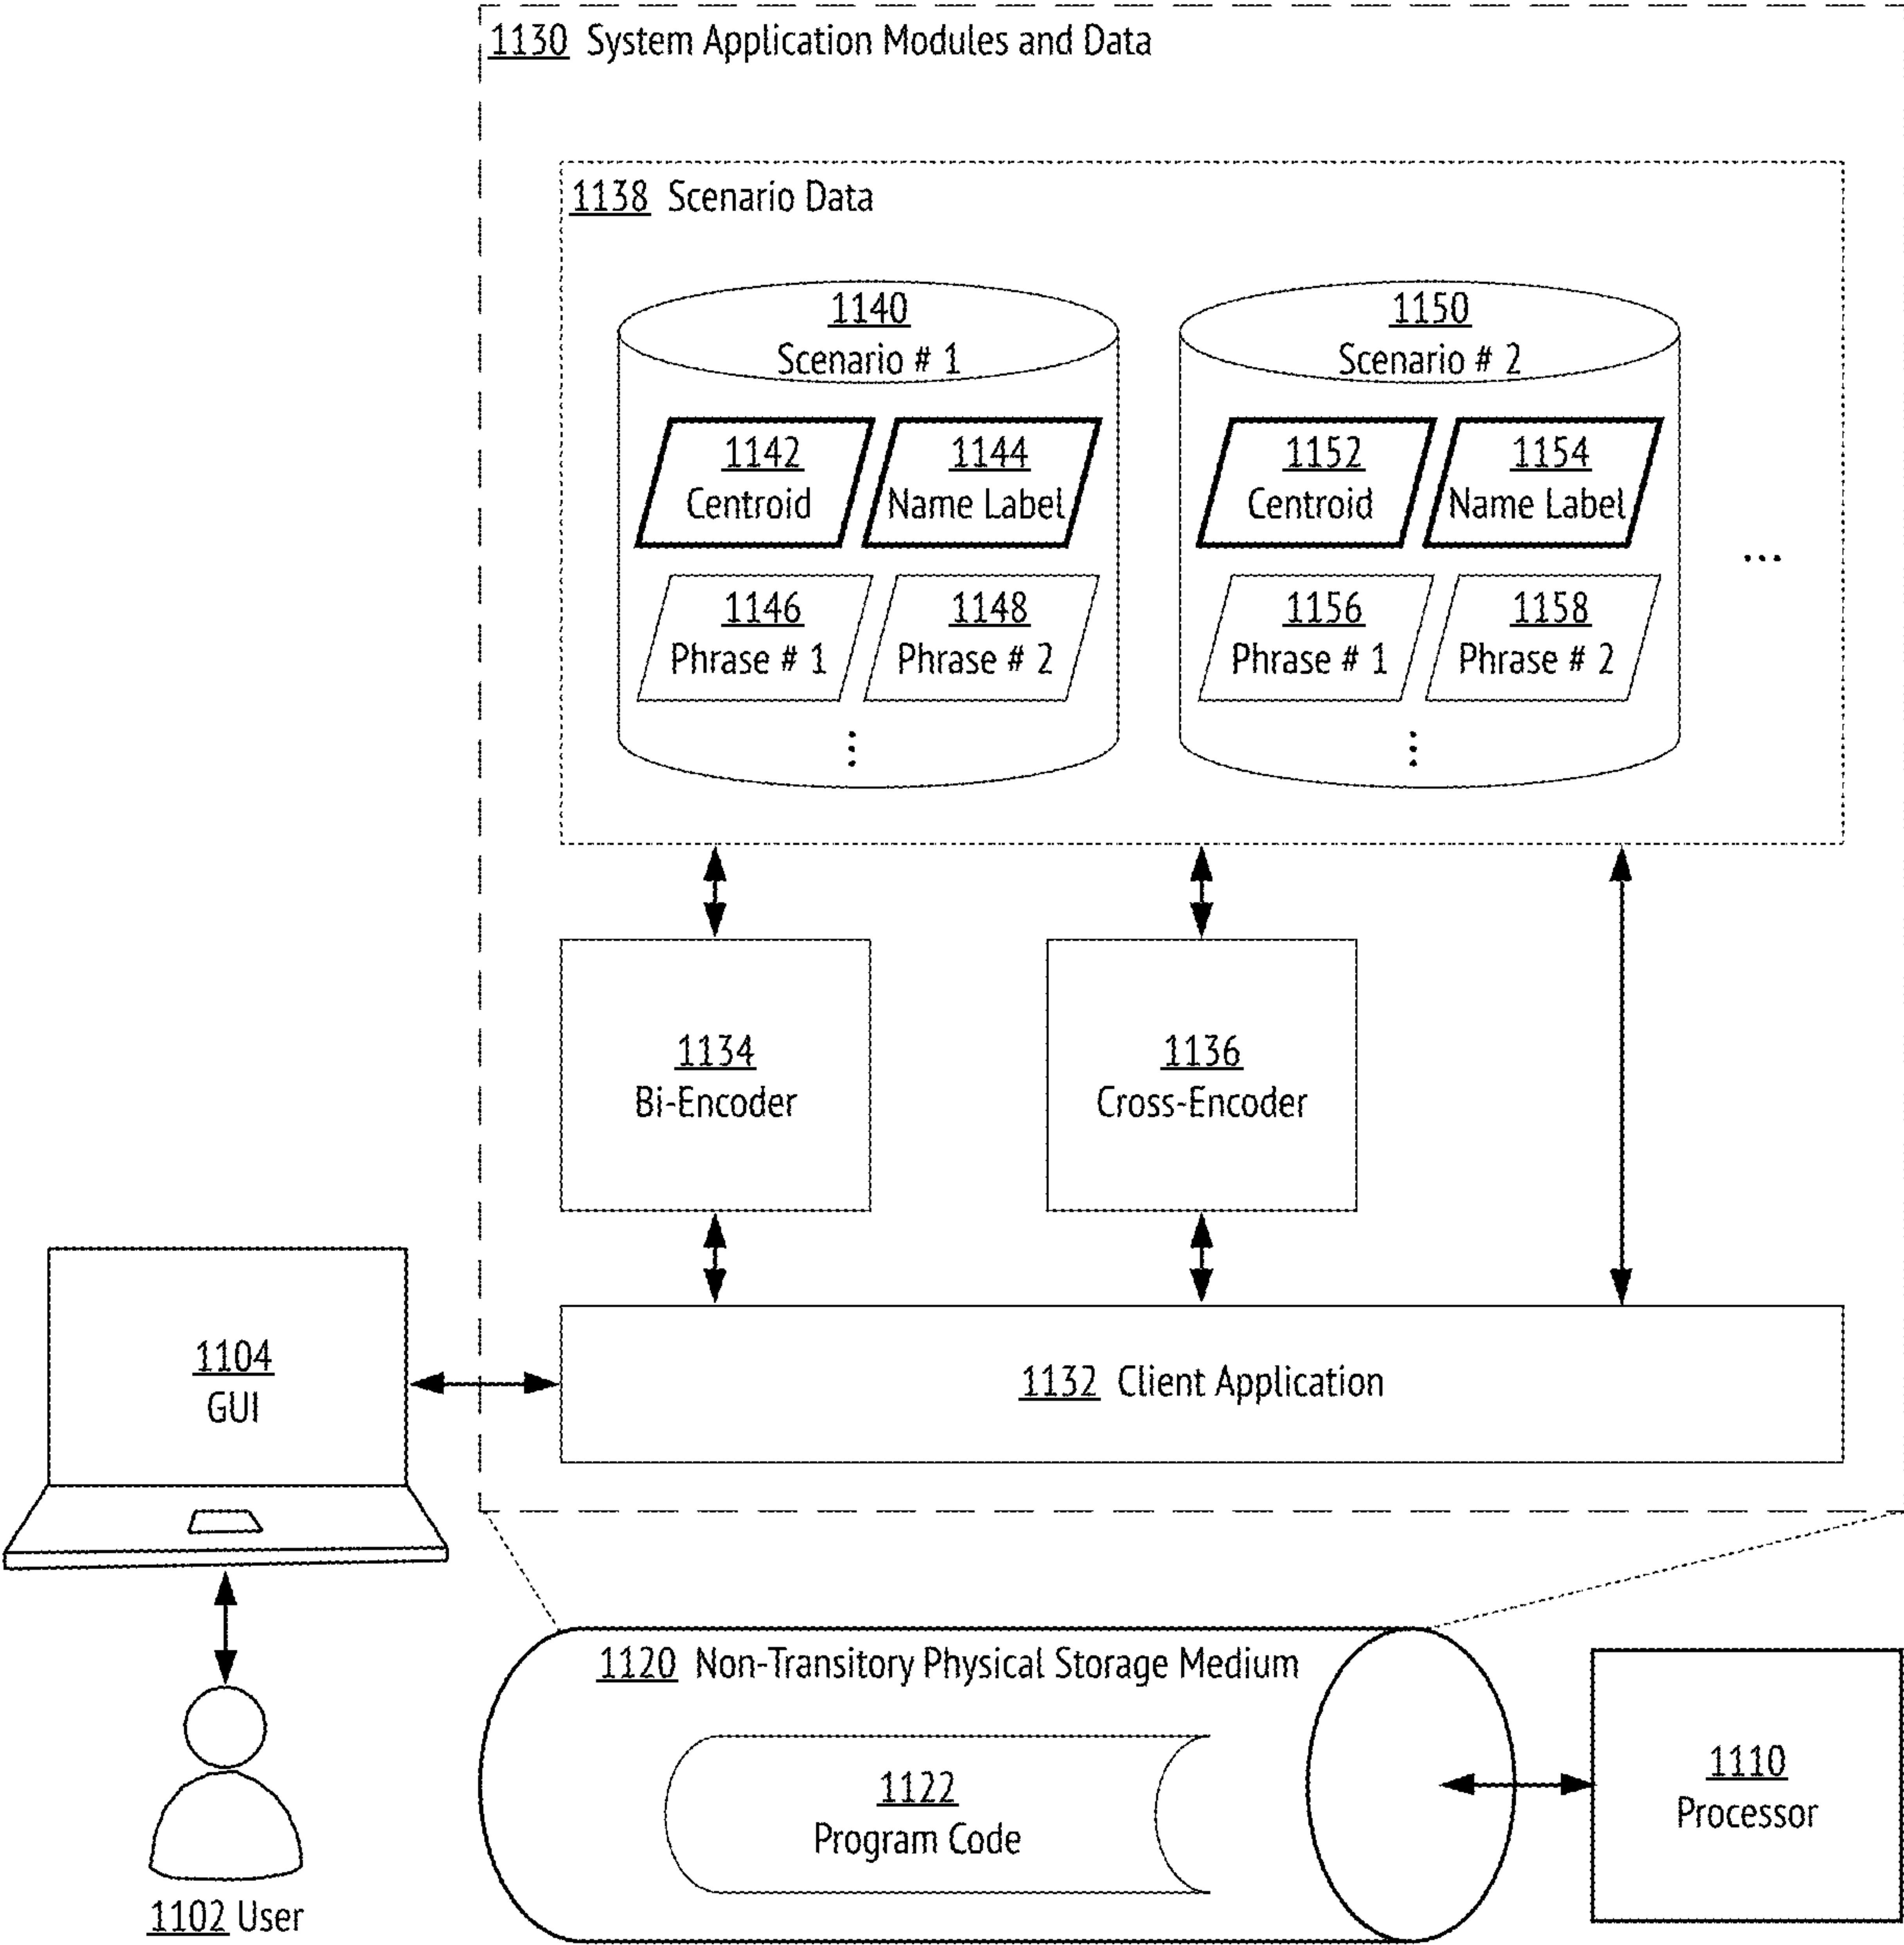 1130 System Application Modules and Data
1138 Scenario Data
1140
Scenario # 1
1142
Centroid
1144
Name Label
1146
Phrase # 1
1148
Phrase # 2
⋮
1150
Scenario # 2
1152
Centroid
1154
Name Label
1156
Phrase # 1
1158
Phrase # 2
⋮
...
1134
Bi-Encoder
1136
Cross-Encoder
1104
GUI
1132 Client Application
1120 Non-Transitory Physical Storage Medium
1122
Program Code
1110
Processor
1102 User